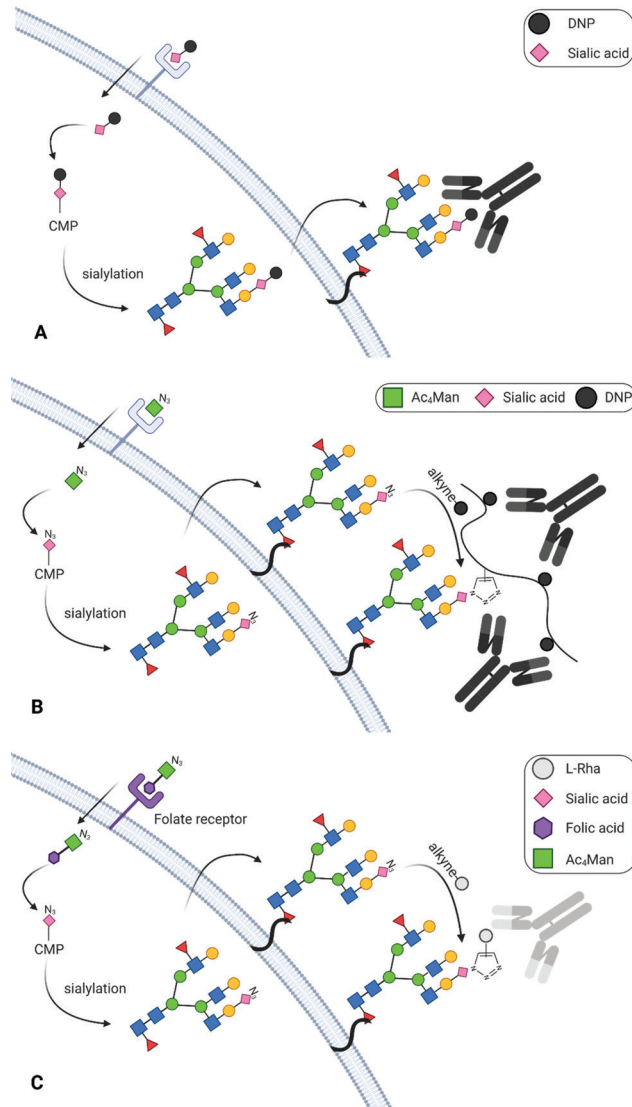 DNP
Sialic acid
CMP
sialylation
A
N₃
Ac₄Man
Sialic acid
DNP
N₃
N₃
CMP
sialylation
N₃
N₃
alkyne
N
N
N
B
N₃
Folate receptor
L-Rha
Sialic acid
Folic acid
Ac₄Man
N₃
N₃
CMP
sialylation
N₃
N₃
alkyne
N
N
N
C